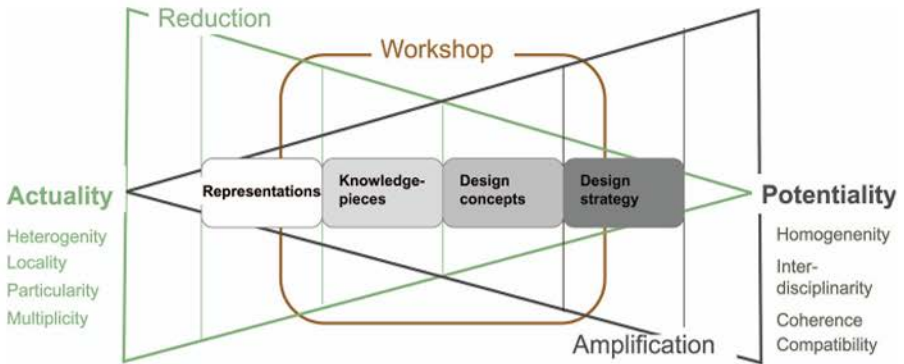 Reduction
Workshop
Representations
Knowledge-
pieces
Design
concepts
Design
strategy
Actuality
Heterogenity
Locality
Particularity
Multiplicity
Potentiality
Homogenenity
Inter-
disciplinarity
Coherence
Compatibility
Amplification